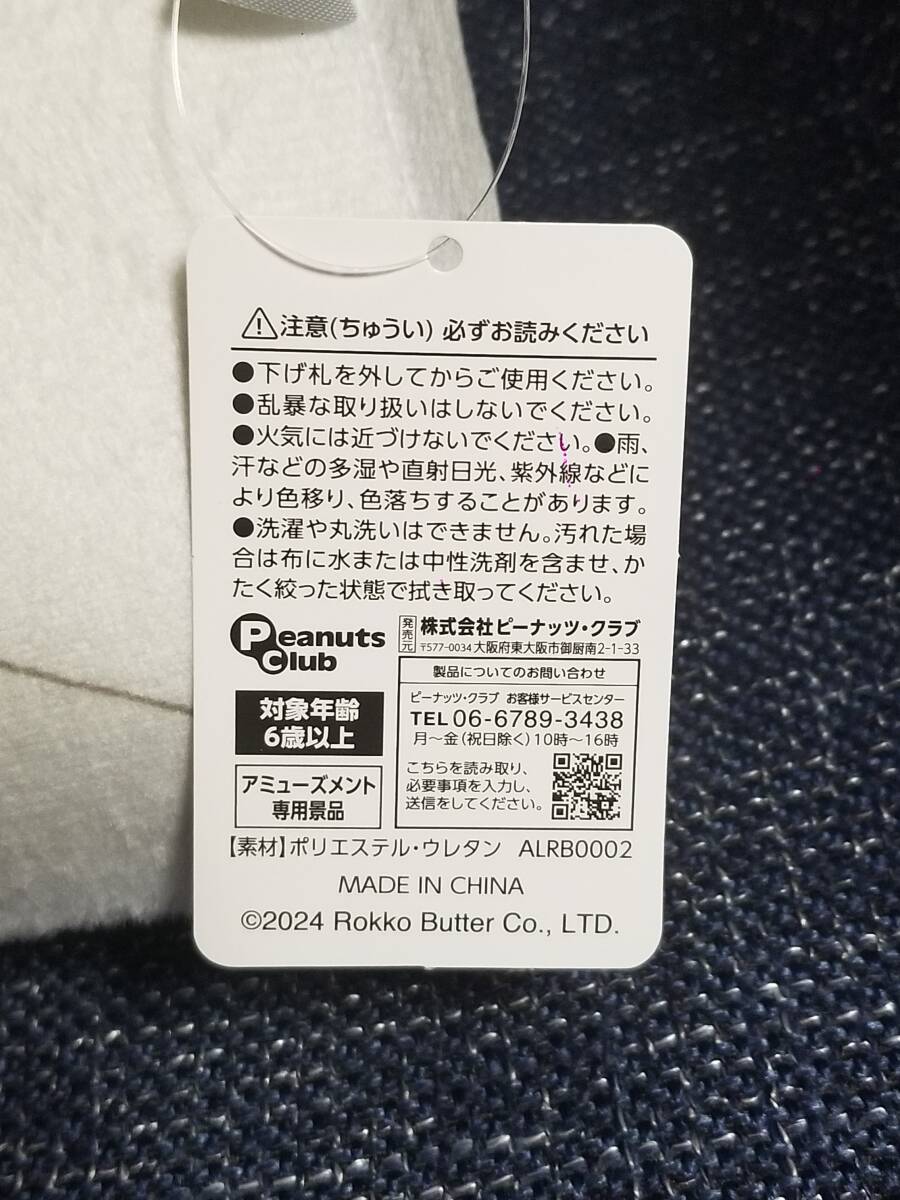 ⚠注意(ちゅうい) 必ずお読みください
●下げ札を外してからご使用ください。
●乱暴な取り扱いはしないでください。
●火気には近づけないでください。●雨、
汗などの多湿や直射日光、紫外線などに
より色移り、色落ちすることがあります。
●洗濯や丸洗いはできません。汚れた場
合は布に水または中性洗剤を含ませ、か
たく絞った状態で拭き取ってください。
Peanuts
Club
発売元
株式会社ピーナッツ・クラブ
〒577-0034 大阪府東大阪市御厨南2-1-33
対象年齢
6歳以上
アミューズメント
専用景品
製品についてのお問い合わせ
ピーナッツ・クラブ お客様サービスセンター
TEL 06-6789-3438
月～金(祝日除く)10時～16時
こちらを読み取り、
必要事項を入力し、
送信をしてください。
【素材】ポリエステル・ウレタン ALRB0002
MADE IN CHINA
©2024 Rokko Butter Co., LTD.